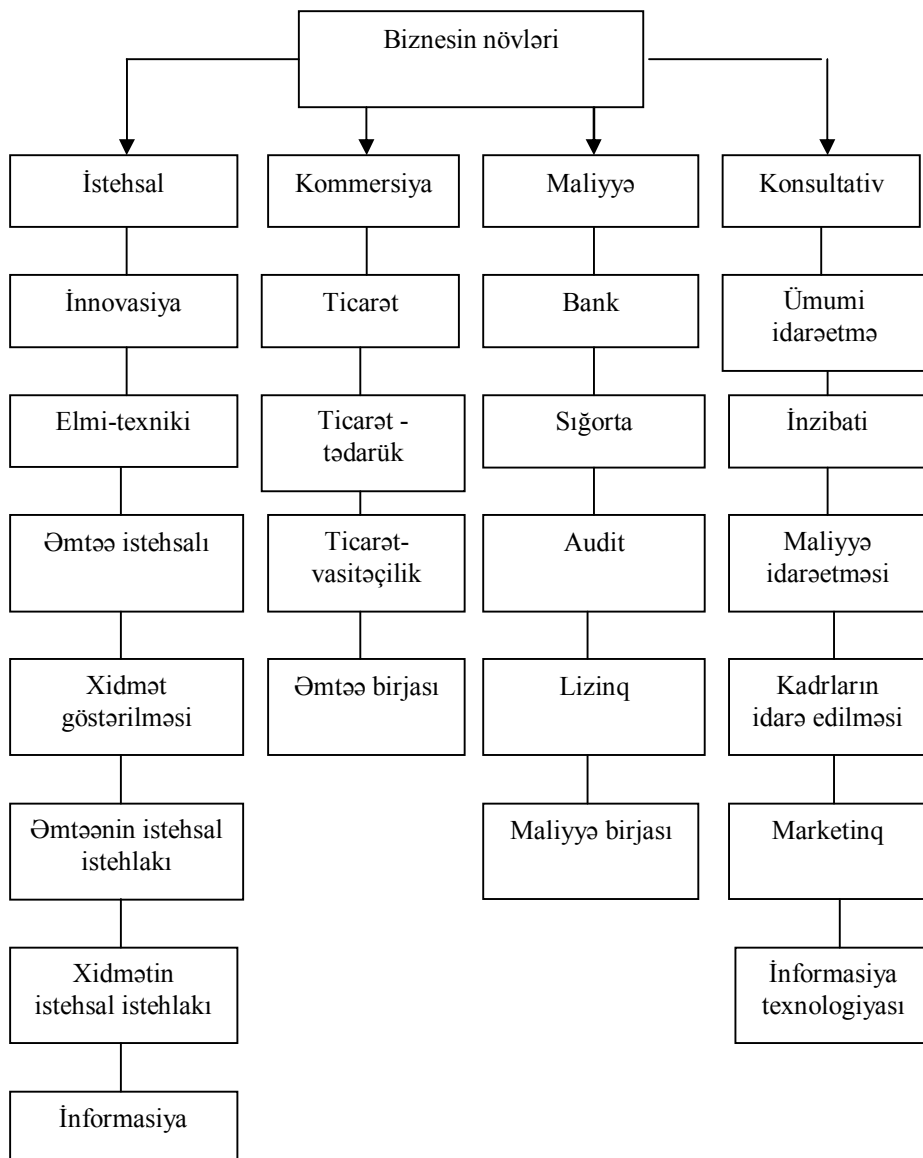 Biznesin növləri
İstehsal
Kommersiya
Maliyyə
Konsultativ
İnnovasiya
Ticarət
Bank
Ümumi
idarəetmə
Elmi-texniki
Ticarət -
tədarük
Sığorta
İnzibati
Əmtəə istehsalı
Ticarət-
vasitəçilik
Audit
Maliyyə
idarəetməsi
Xidmət
göstərilməsi
Əmtəə birjası
Lizinq
Kadrların
idarə edilməsi
Əmtəənin istehsal
istehlakı
Maliyyə birjası
Marketinq
Xidmətin
istehsal istehlakı
İnformasiya
texnologiyası
İnformasiya